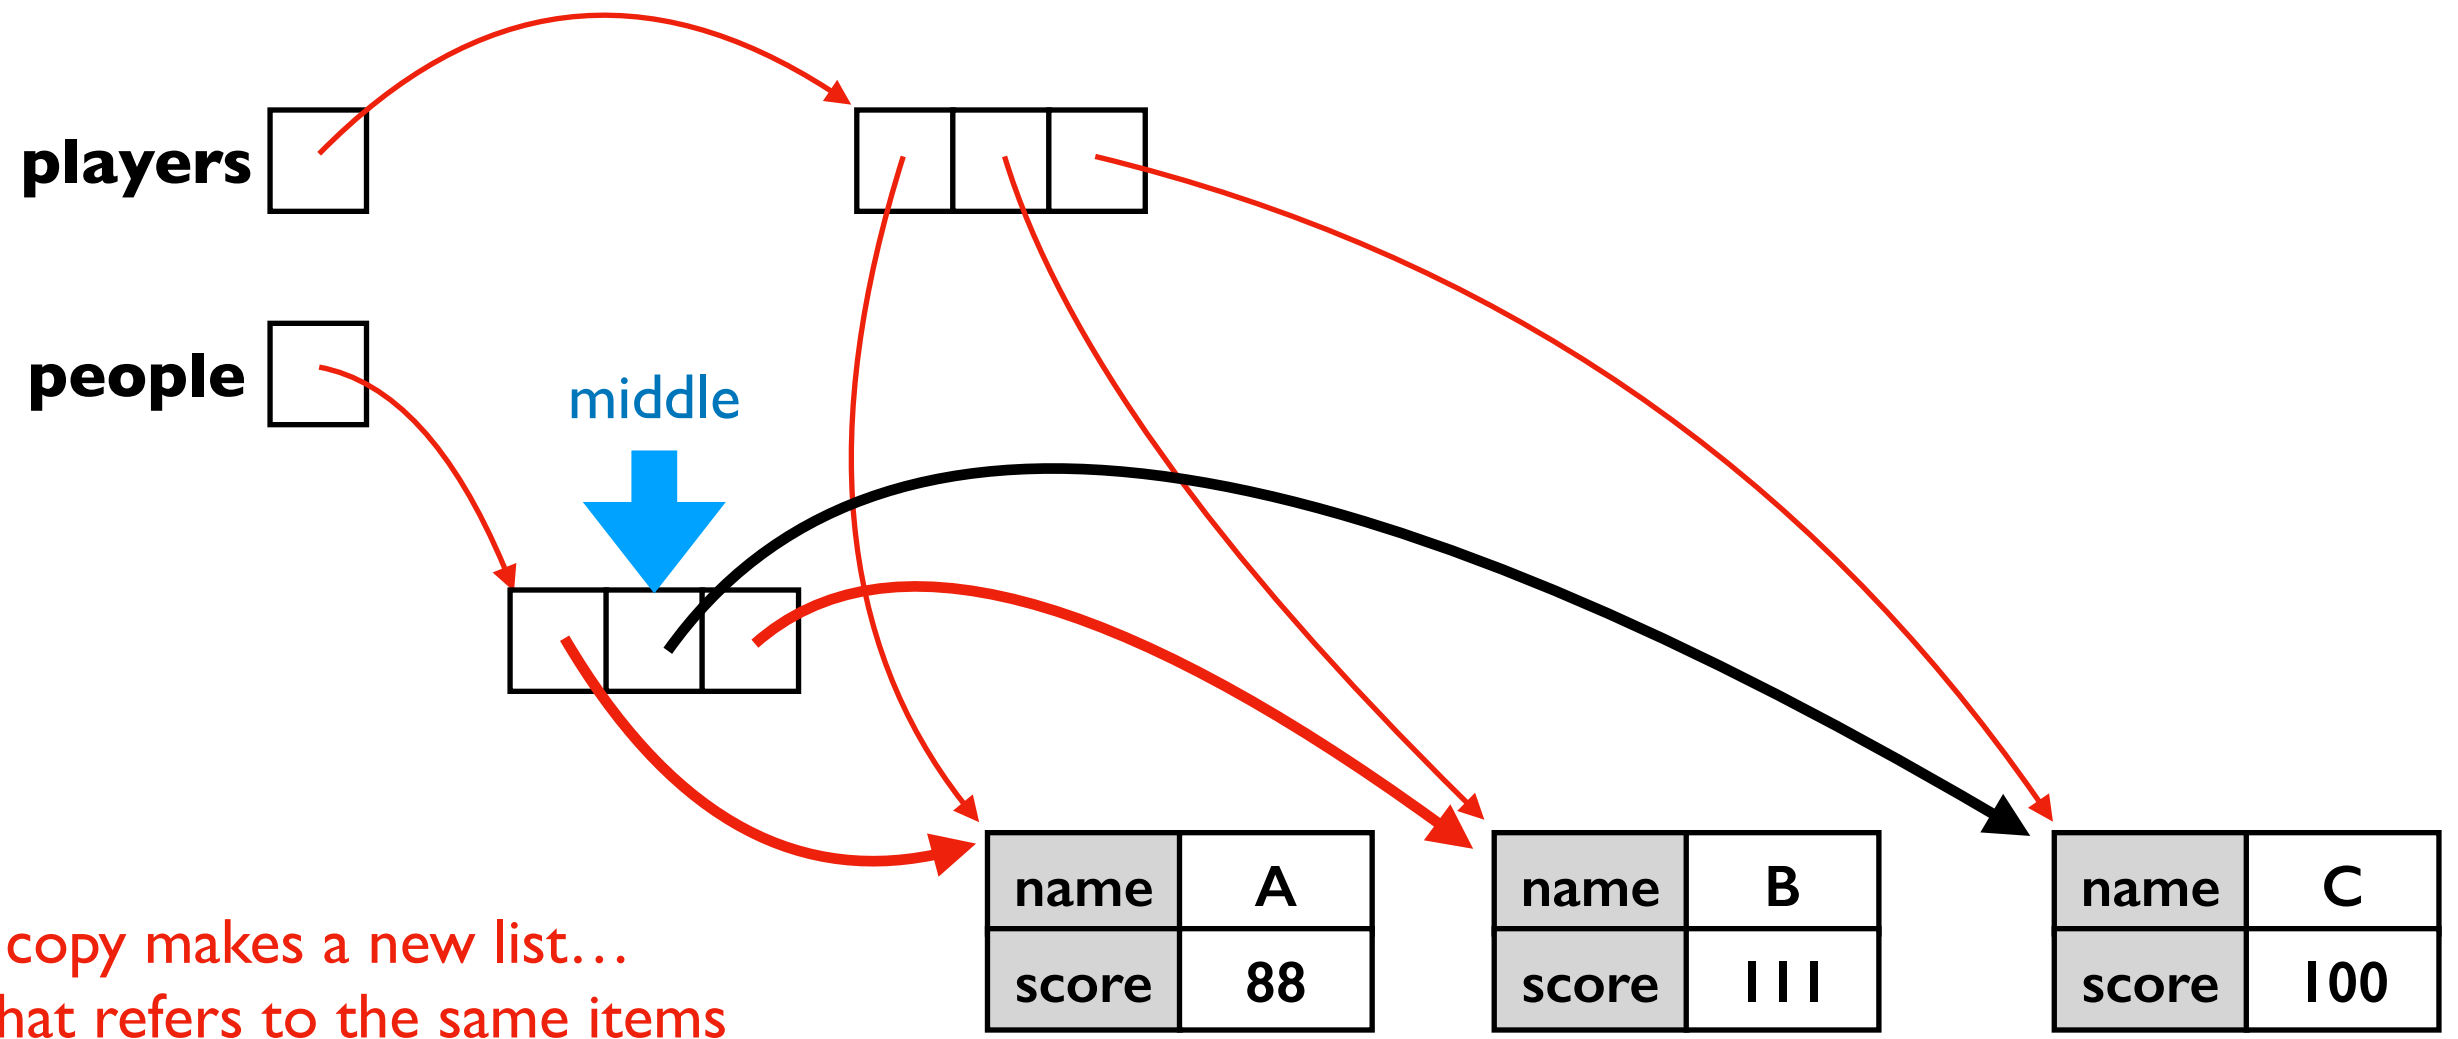 players
people
middle
name A
score 88
name B
score 111
name C
score 100
copy makes a new list…
hat refers to the same items